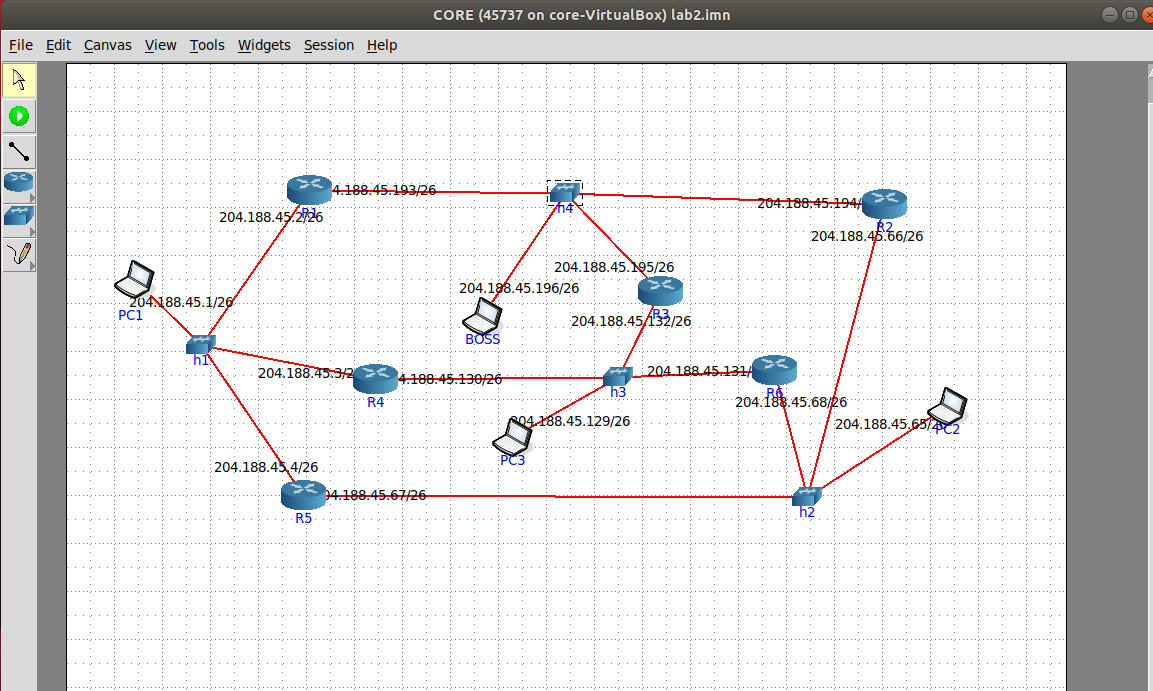 CORE (45737 on core-VirtualBox) lab2.imn
File Edit Canvas View Tools Widgets Session Help
4.188.45.193/26
R1
204.188.45.2/26
h4
204.188.45.194/
R2
204.188.45.66/26
204.188.45.195/26
R3
204.188.45.132/26
204.188.45.196/26
BOSS
PC1
204.188.45.1/26
h1
204.188.45.3/2
R4
4.188.45.130/26
h3
204.188.45.131/
R6
204.188.45.68/26
204.188.45.129/26
PC3
204.188.45.65/26
PC2
204.188.45.4/26
R5
4.188.45.67/26
h2